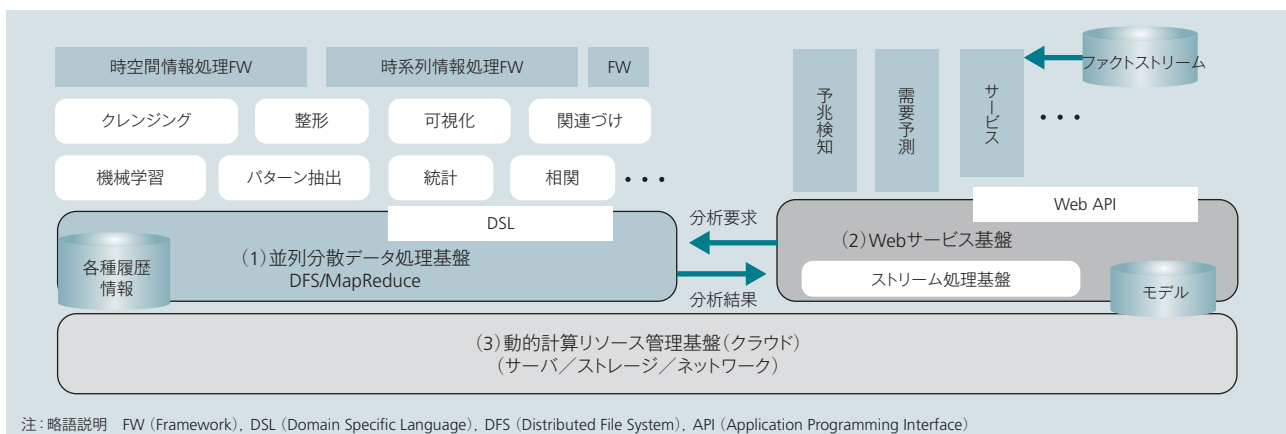 時空間情報処理FW
時系列情報処理FW
FW
クレンジング
整形
可視化
関連づけ
機械学習
パターン抽出
統計
相関
・・・
DSL
(1)並列分散データ処理基盤
DFS/MapReduce
各種履歴
情報
分析要求
分析結果
予兆検知
需要予測
サービス
・・・
ファクトストリーム
Web API
(2)Webサービス基盤
ストリーム処理基盤
モデル
(3)動的計算リソース管理基盤(クラウド)
(サーバ／ストレージ／ネットワーク)
注：略語説明 FW（Framework），DSL（Domain Specific Language），DFS（Distributed File System），API（Application Programming Interface）